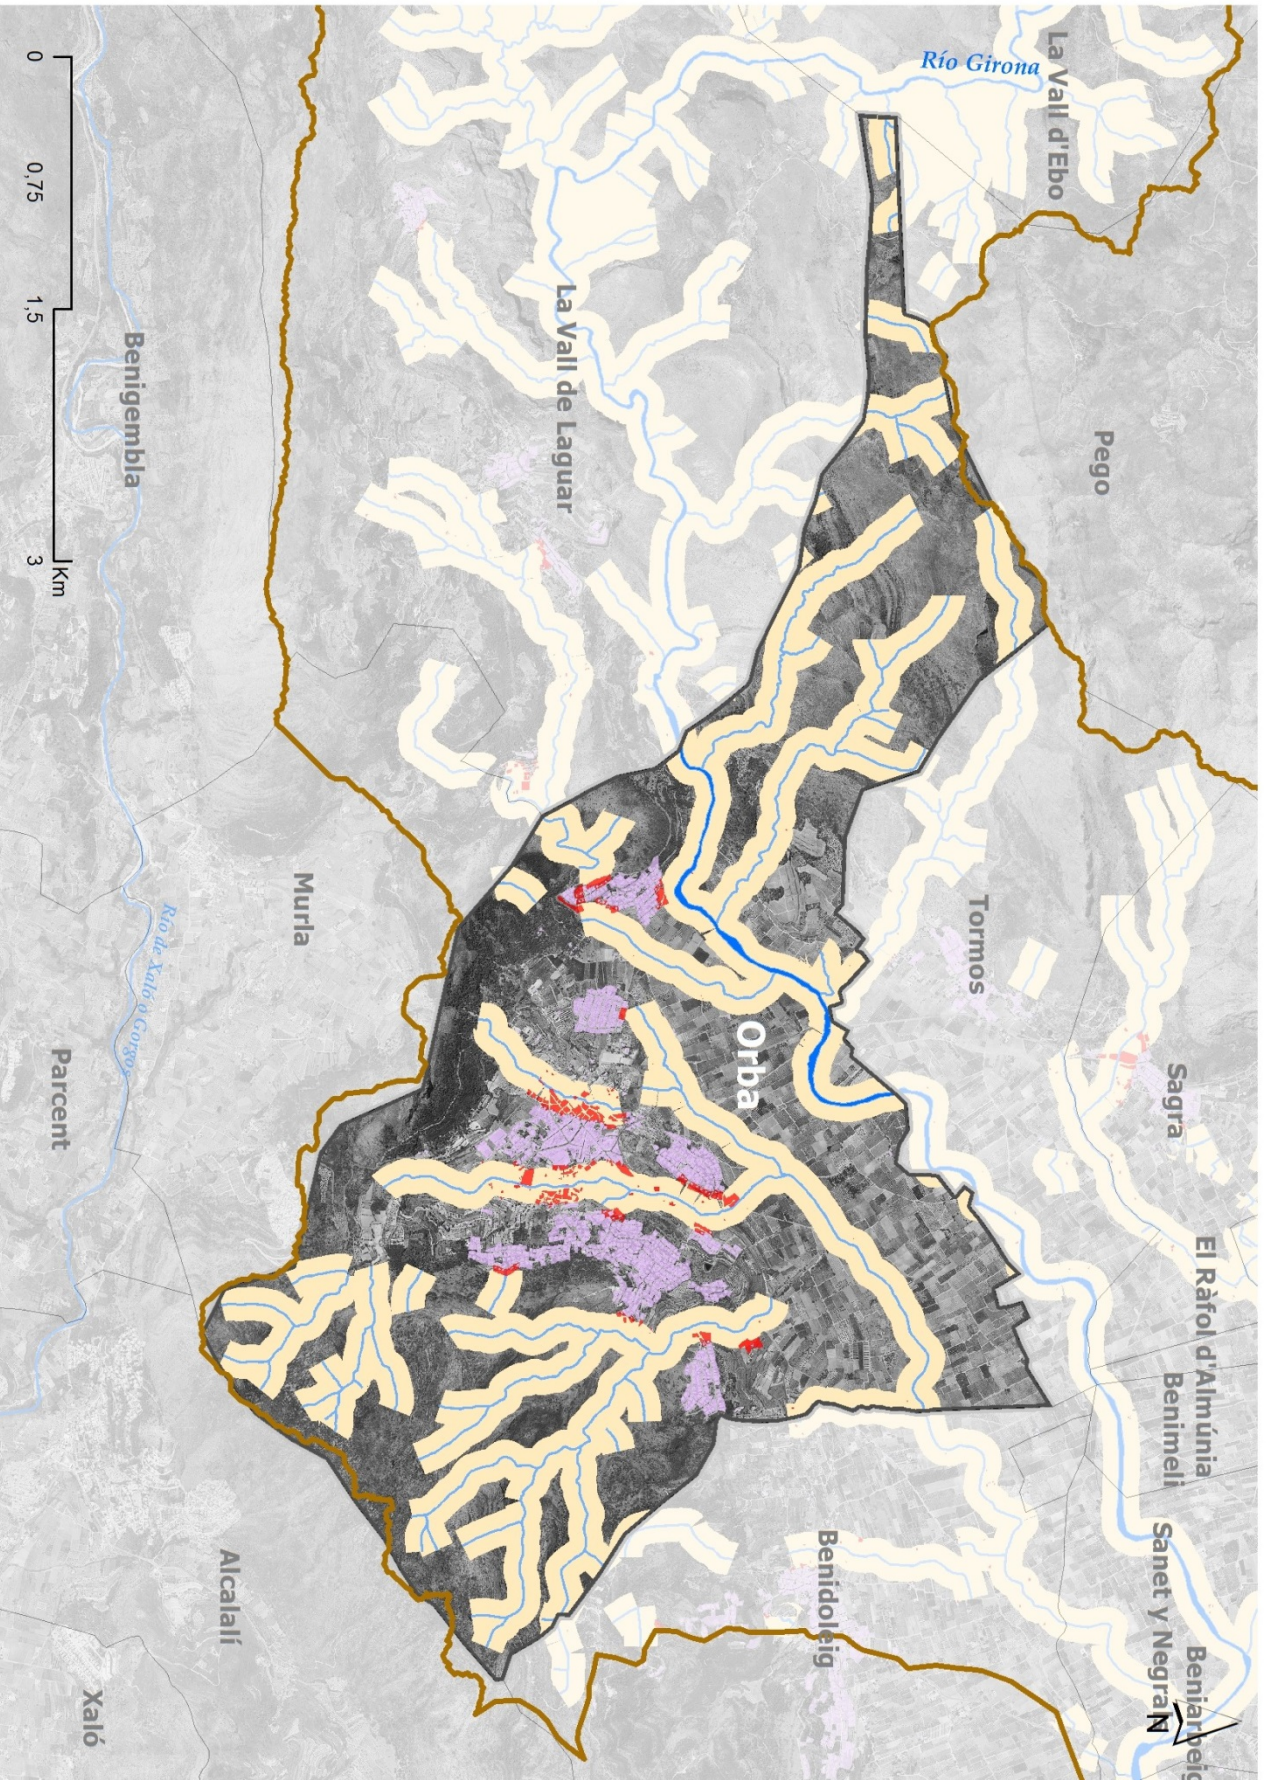 Río Girona
La Vall d'Ebo
Pego
La Vall de Laguar
Benigembla
Tormos
Sagra
Orba
El Ràfol d'Almúnia
Benimeli
Sanet y Negrals
Beniarbeig
Benidoleig
Murla
Río de Xaló o Gorgos
Parcent
Alcalalí
Xaló
0
0,75
1,5
3
Km
N